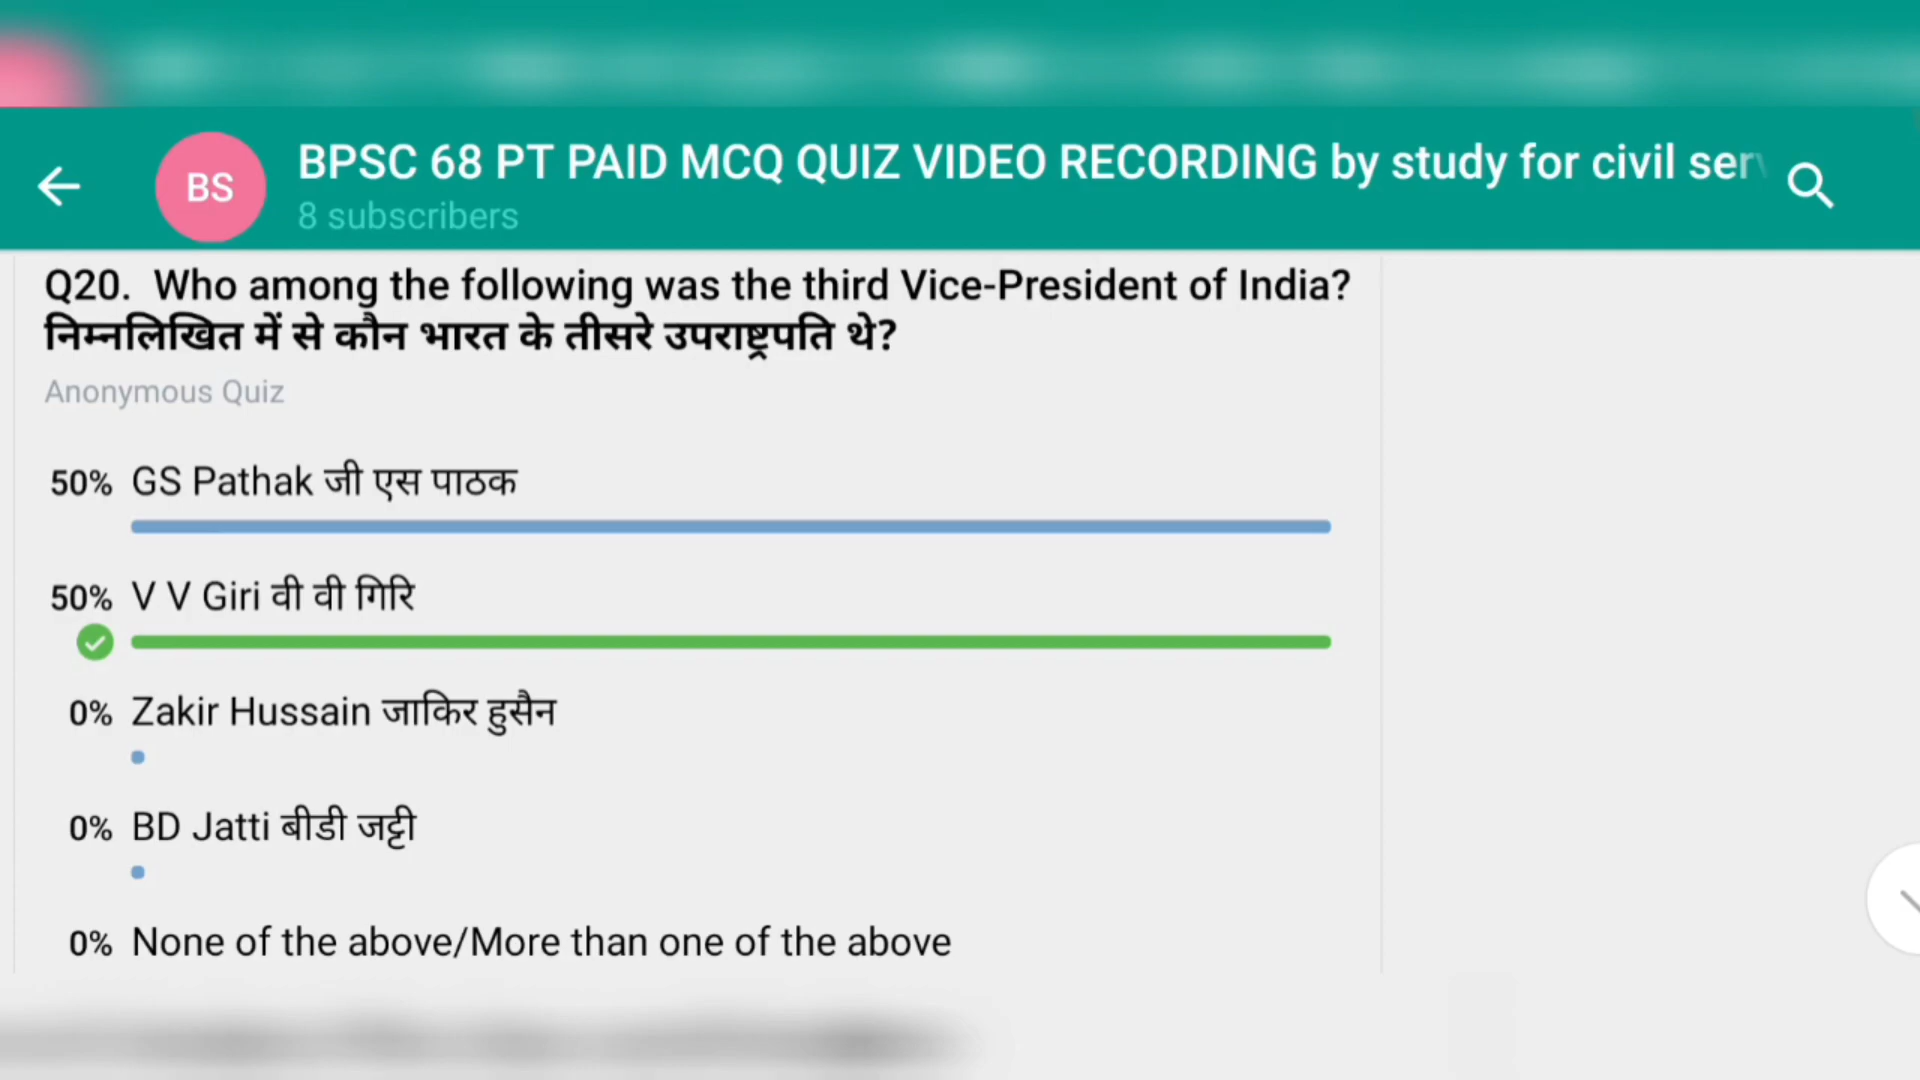 BS
BPSC 68 PT PAID MCQ QUIZ VIDEO RECORDING by study for civil ser
8 subscribers
Q20. Who among the following was the third Vice-President of India?
निम्नलिखित में से कौन भारत के तीसरे उपराष्ट्रपति थे?
Anonymous Quiz
50% GS Pathak जी एस पाठक
50% V V Giri वी वी गिरि
0% Zakir Hussain जाकिर हुसैन
0% BD Jatti बीडी जट्टी
0% None of the above/More than one of the above